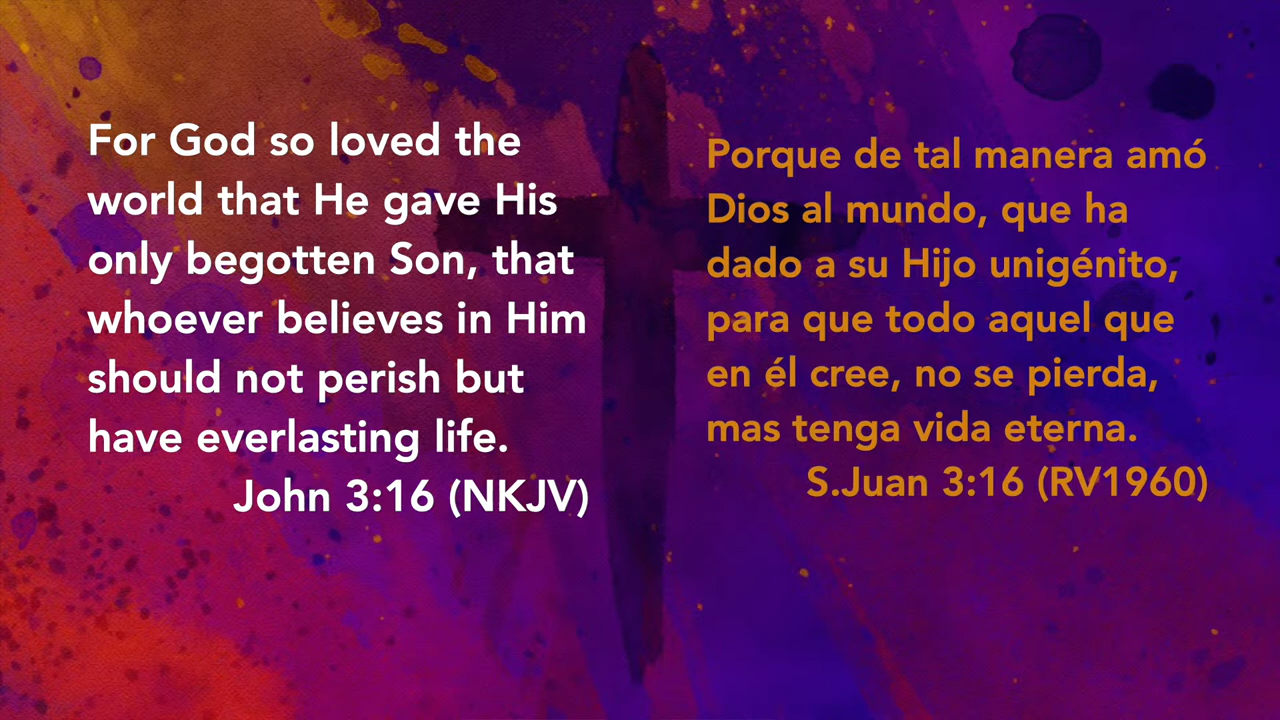 For God so loved the
world that He gave His
only begotten Son, that
whoever believes in Him
should not perish but
have everlasting life.
John 3:16 (NKJV)
Porque de tal manera amó
Dios al mundo, que ha
dado a su Hijo unigénito,
para que todo aquel que
en él cree, no se pierda,
mas tenga vida eterna.
S.Juan 3:16 (RV1960)